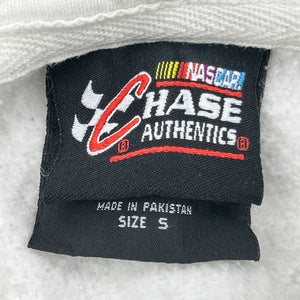 NASCAR
CHASE
AUTHENTICS
® ®
MADE IN PAKISTAN
SIZE S